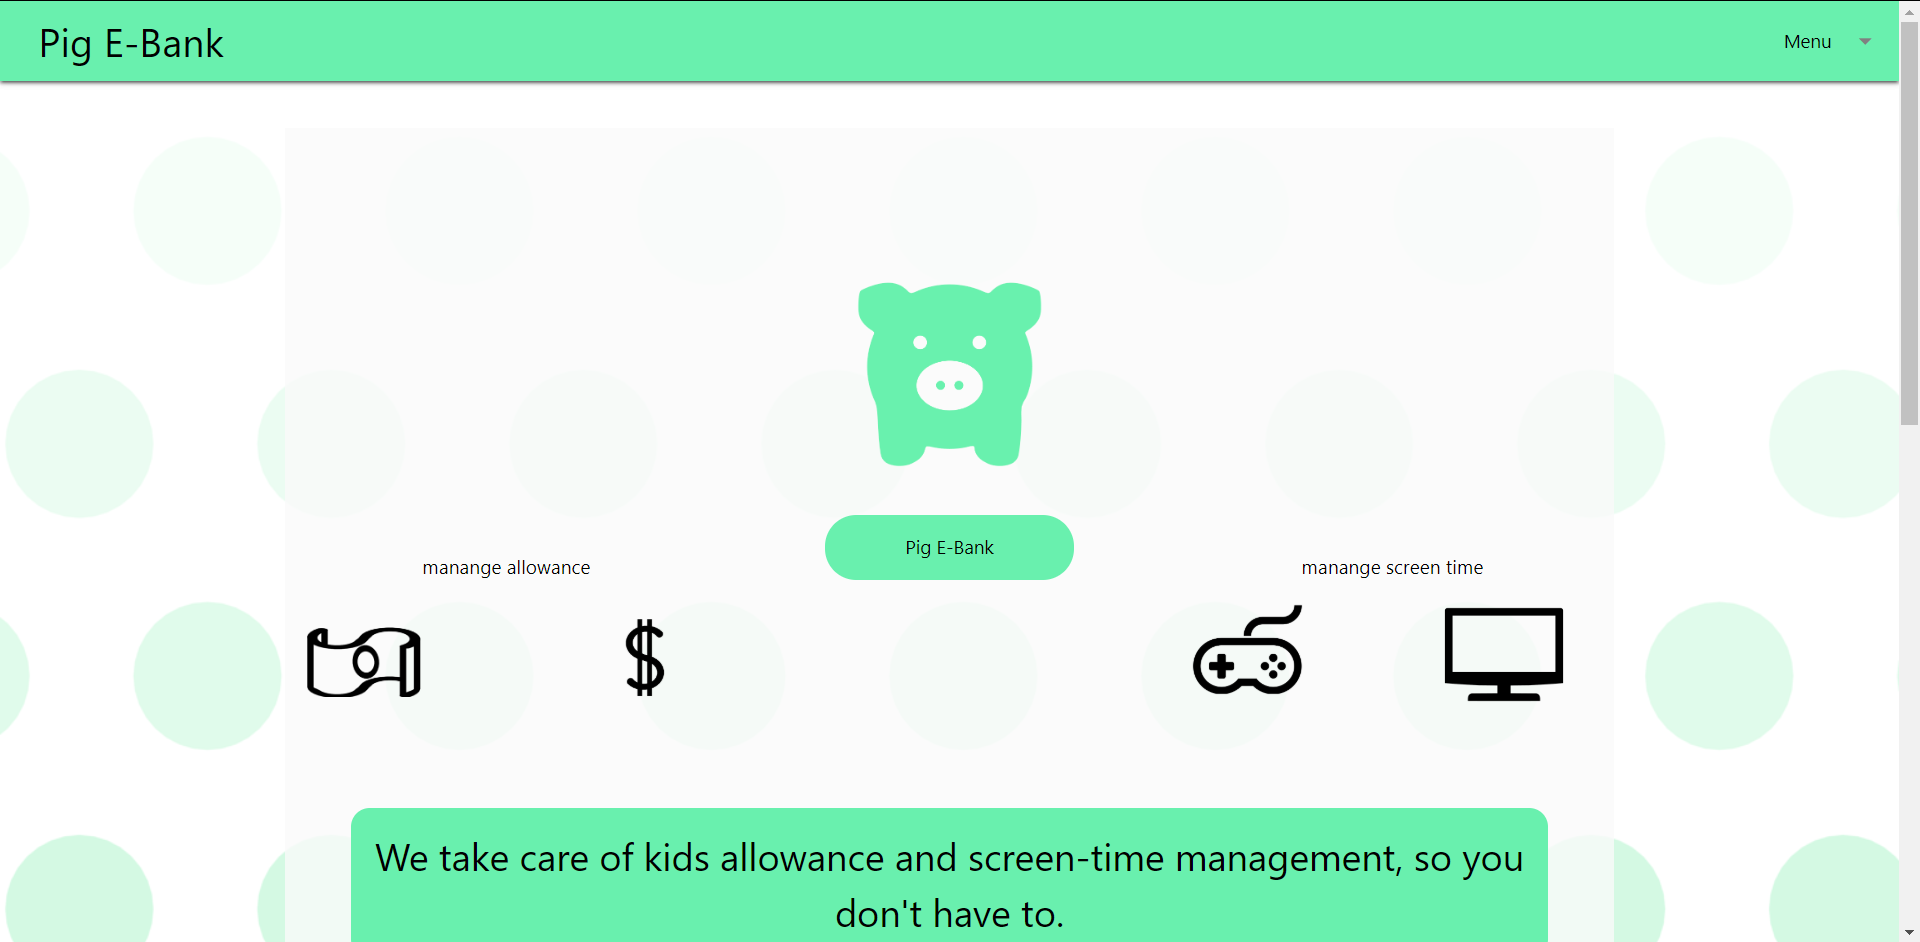 Pig E-Bank
Menu
Pig E-Bank
manange allowance
manange screen time
We take care of kids allowance and screen-time management, so you
don't have to.